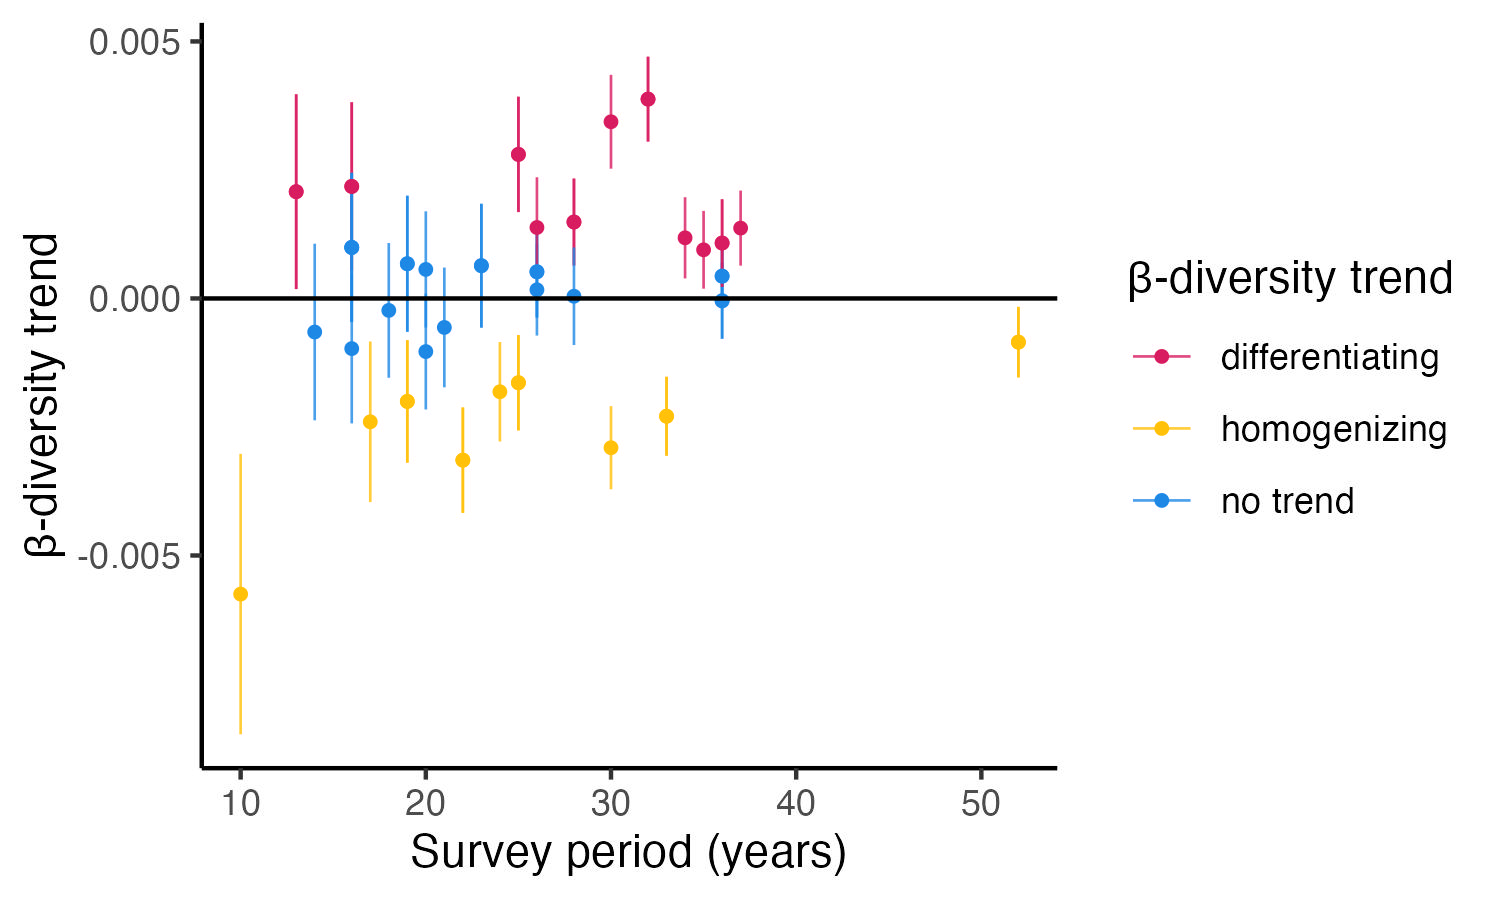 0.005
0.000
-0.005
β-diversity trend
10 20 30 40 50
Survey period (years)
β-diversity trend
differentiating
homogenizing
no trend